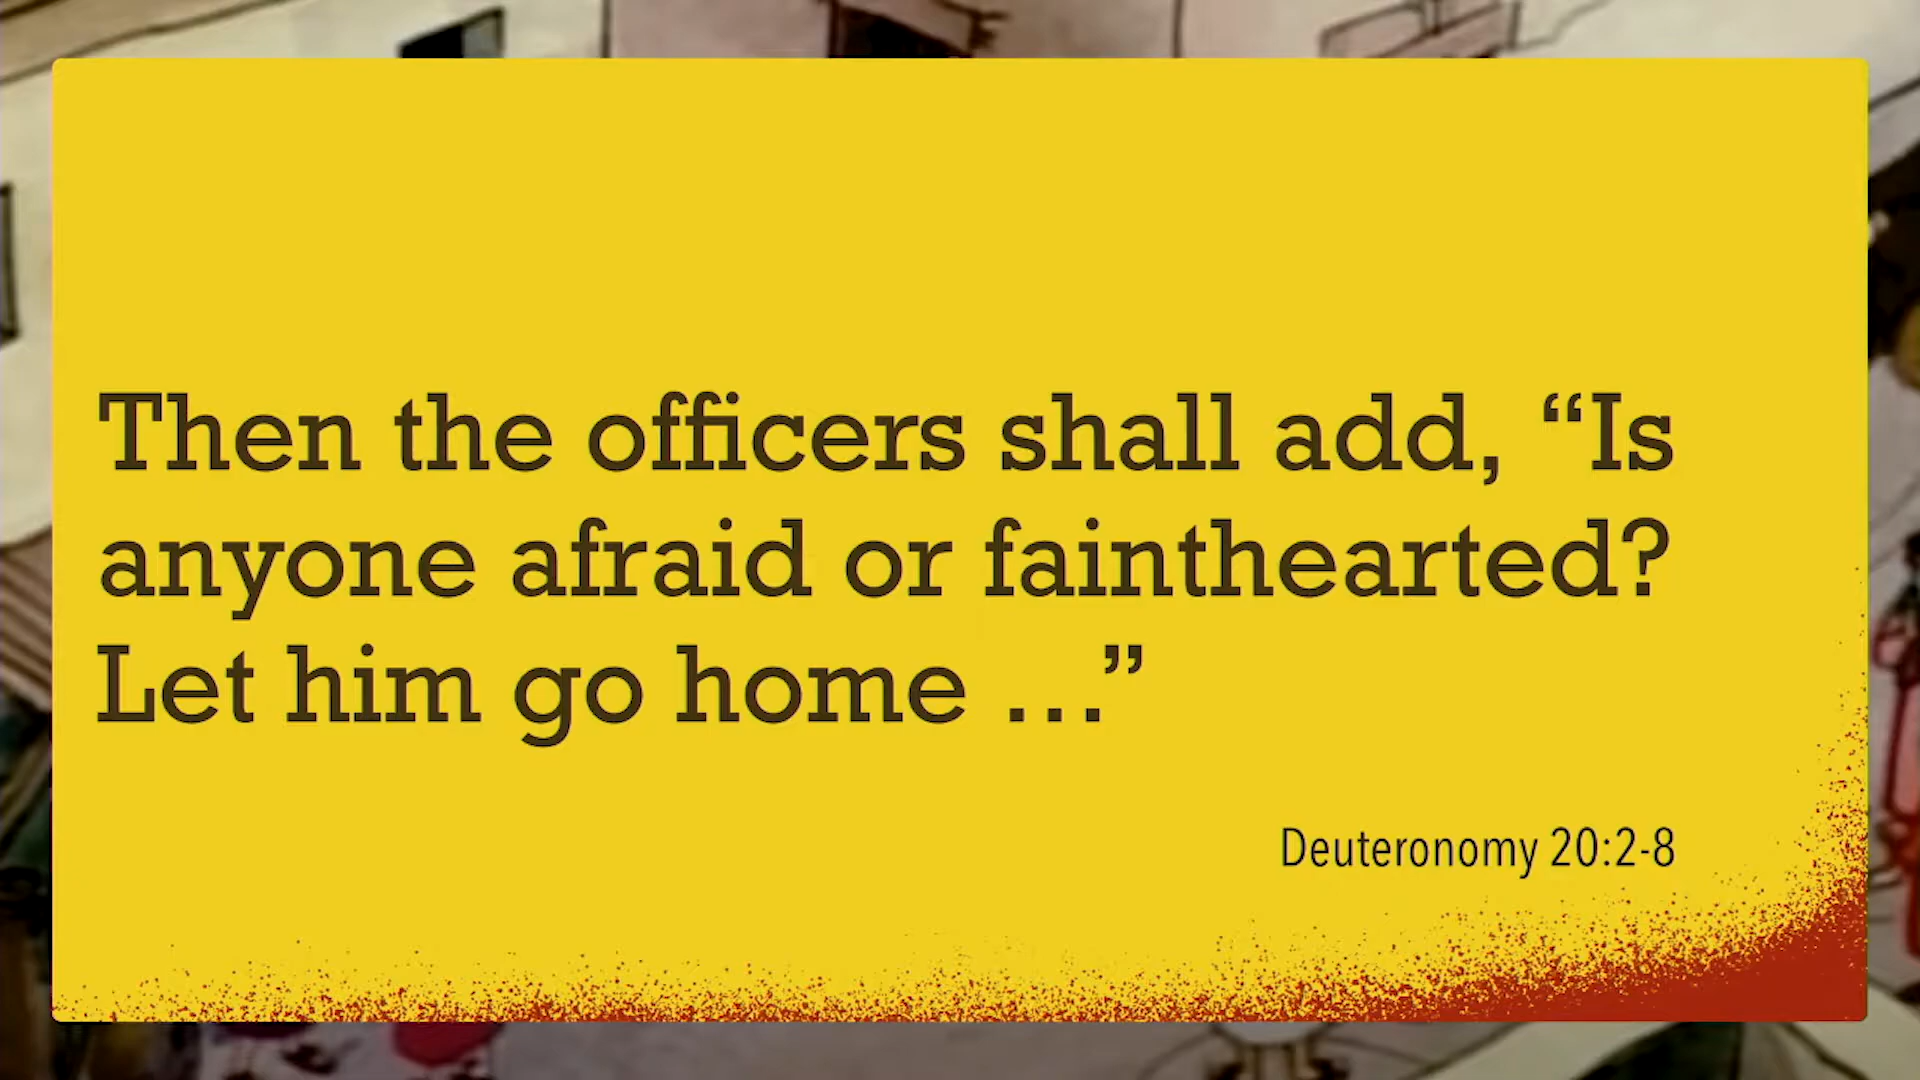 Then the officers shall add, “Is
anyone afraid or fainthearted?
Let him go home …”
Deuteronomy 20:2-8